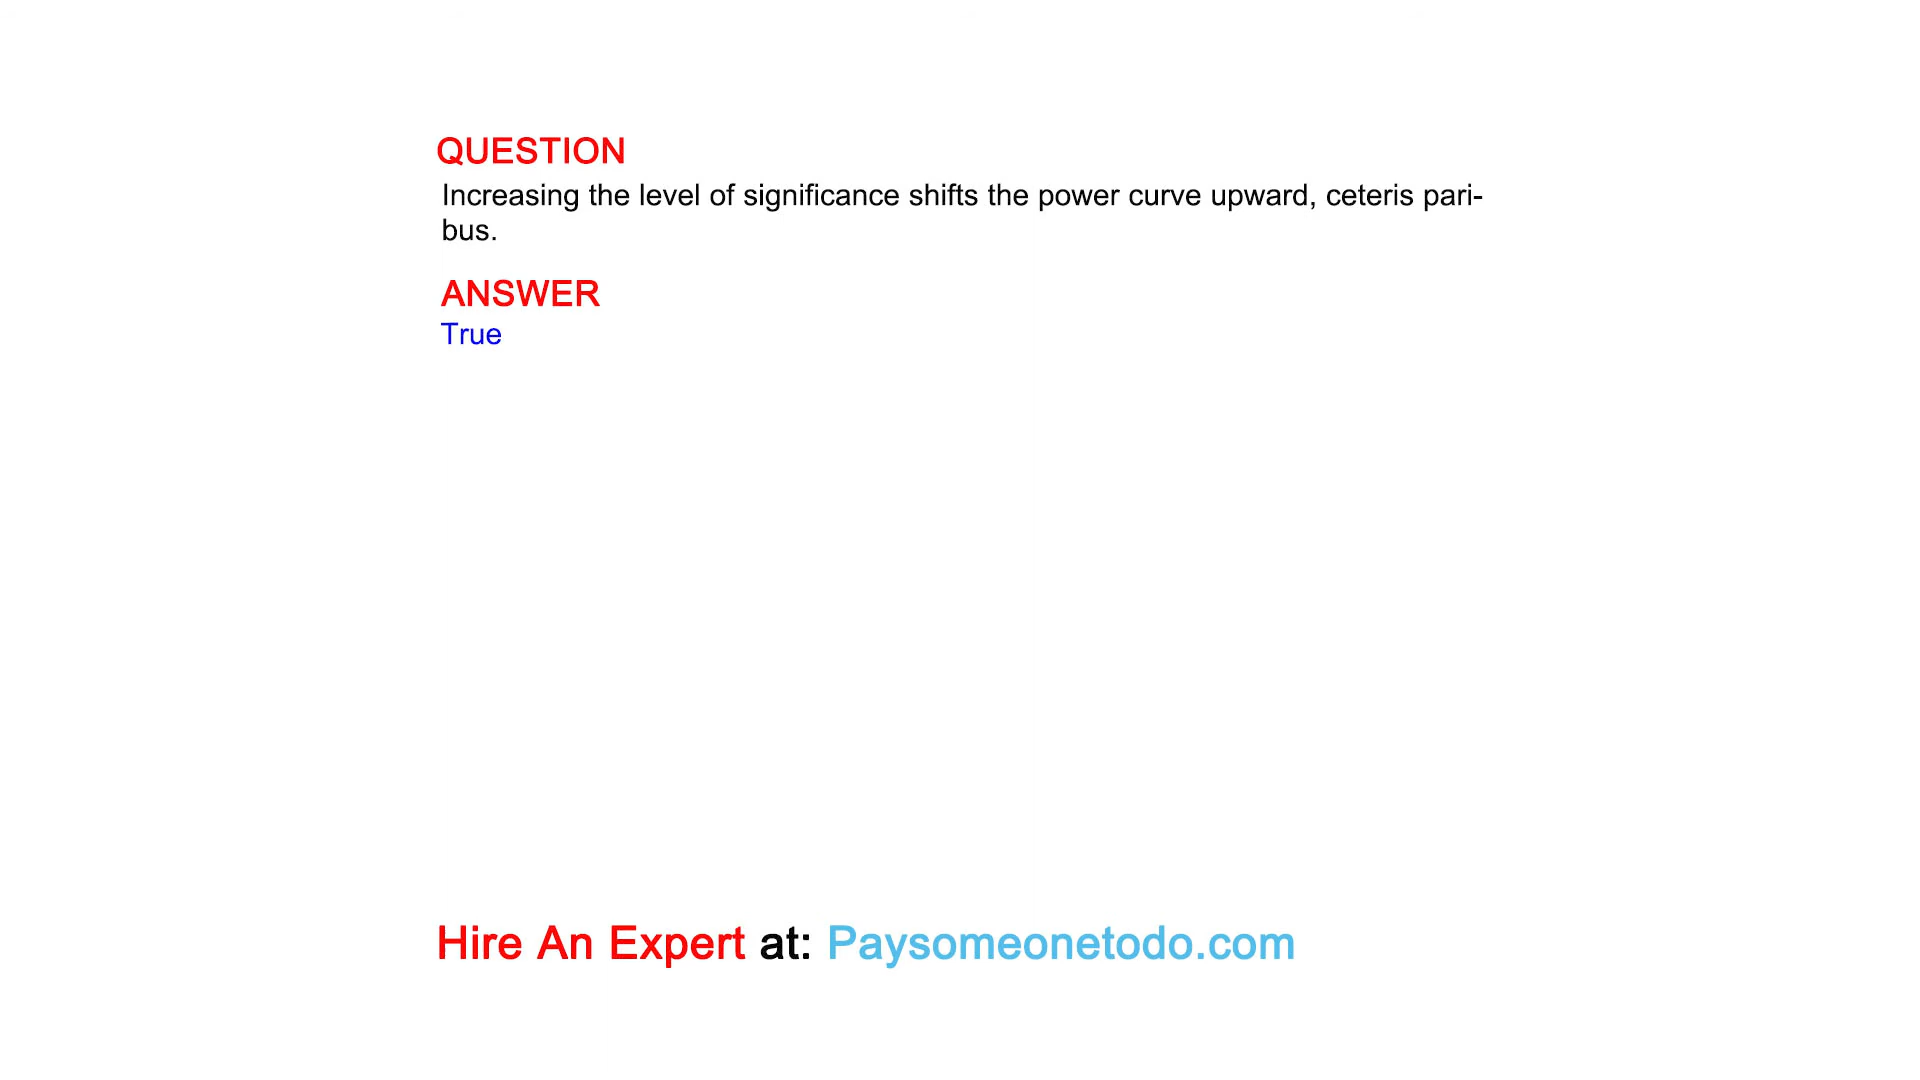 QUESTION
Increasing the level of significance shifts the power curve upward, ceteris pari-
bus.
ANSWER
True
Hire An Expert at: Paysomeonetodo.com